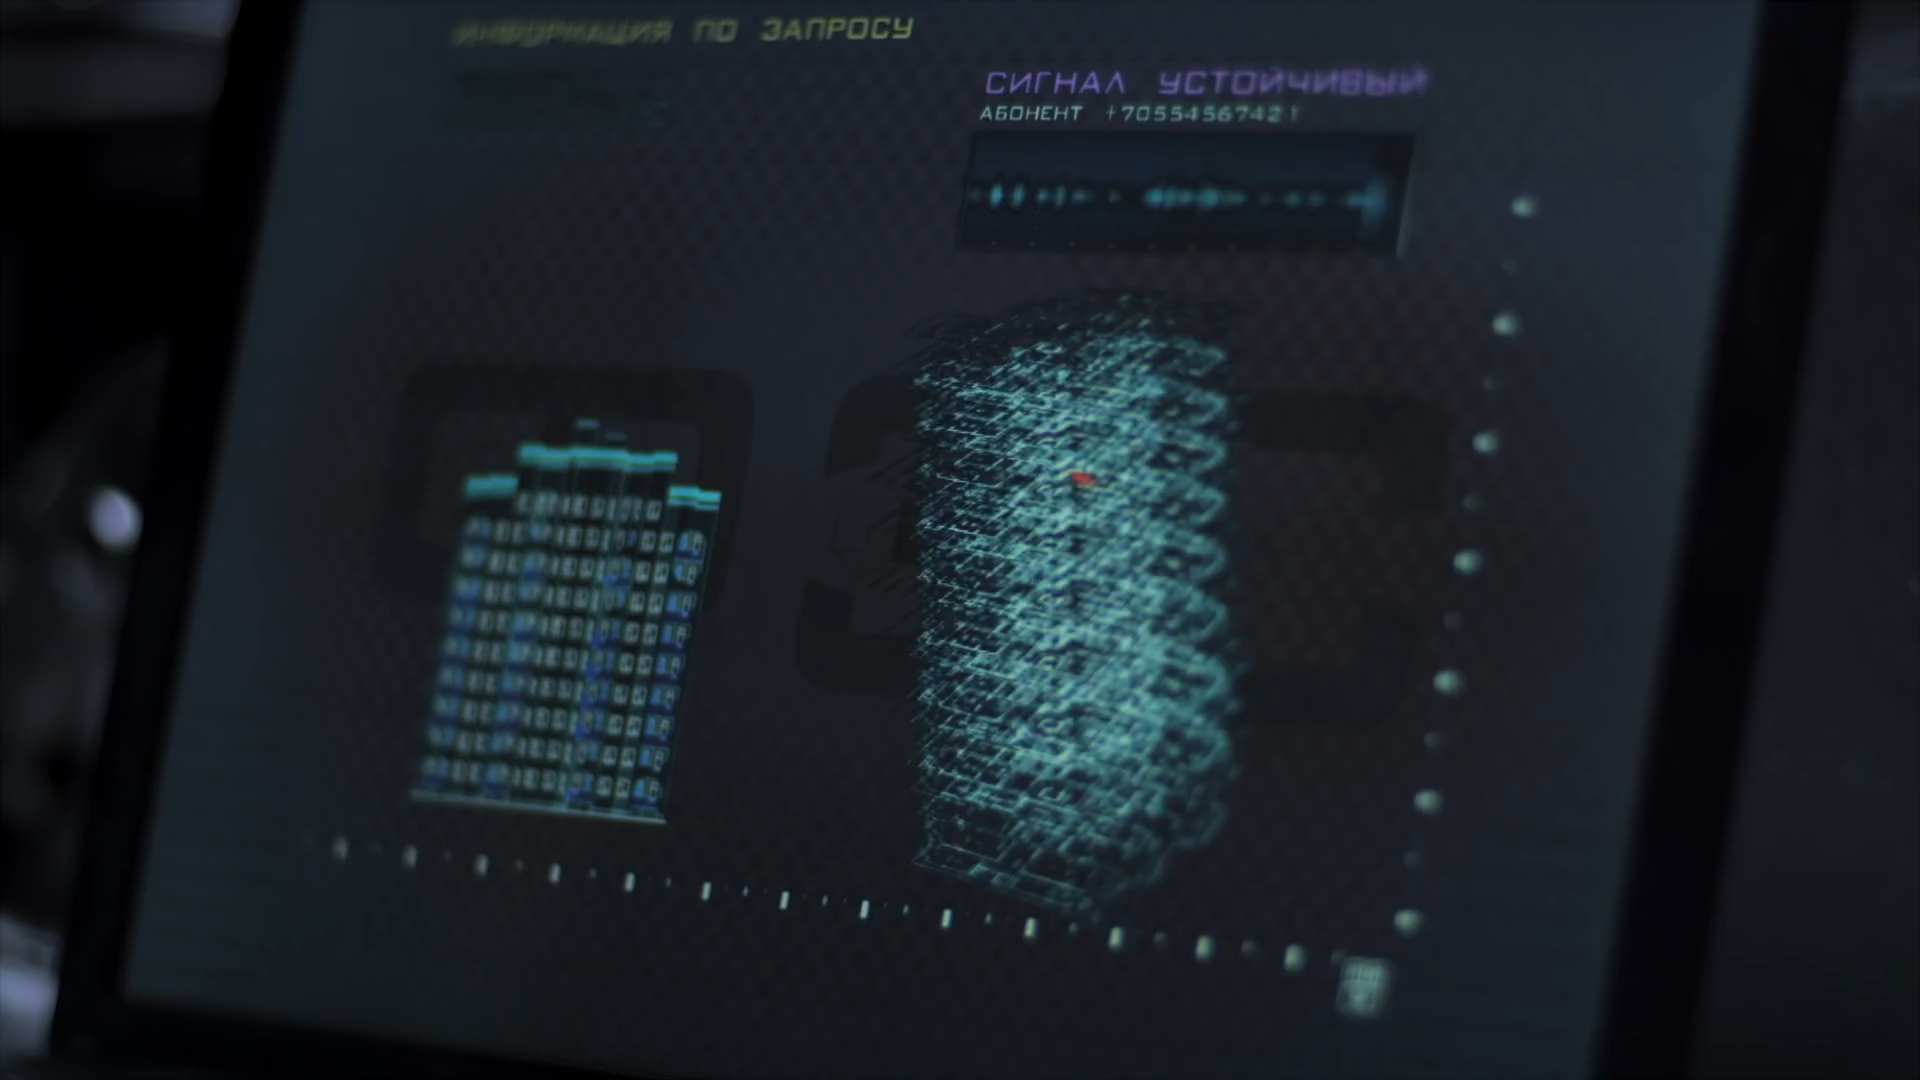 ИНФОРМАЦИЯ ПО ЗАПРОСУ
СИГНАЛ УСТОЙЧИВЫЙ
АБОНЕНТ +70554567421